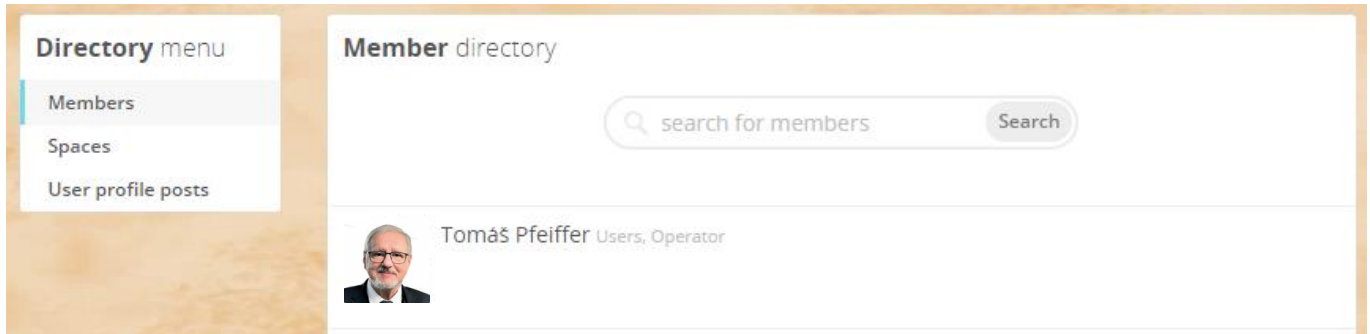 Directory menu
Members
Spaces
User profile posts
Member directory
search for members
Search
Tomáš Pfeiffer Users, Operator